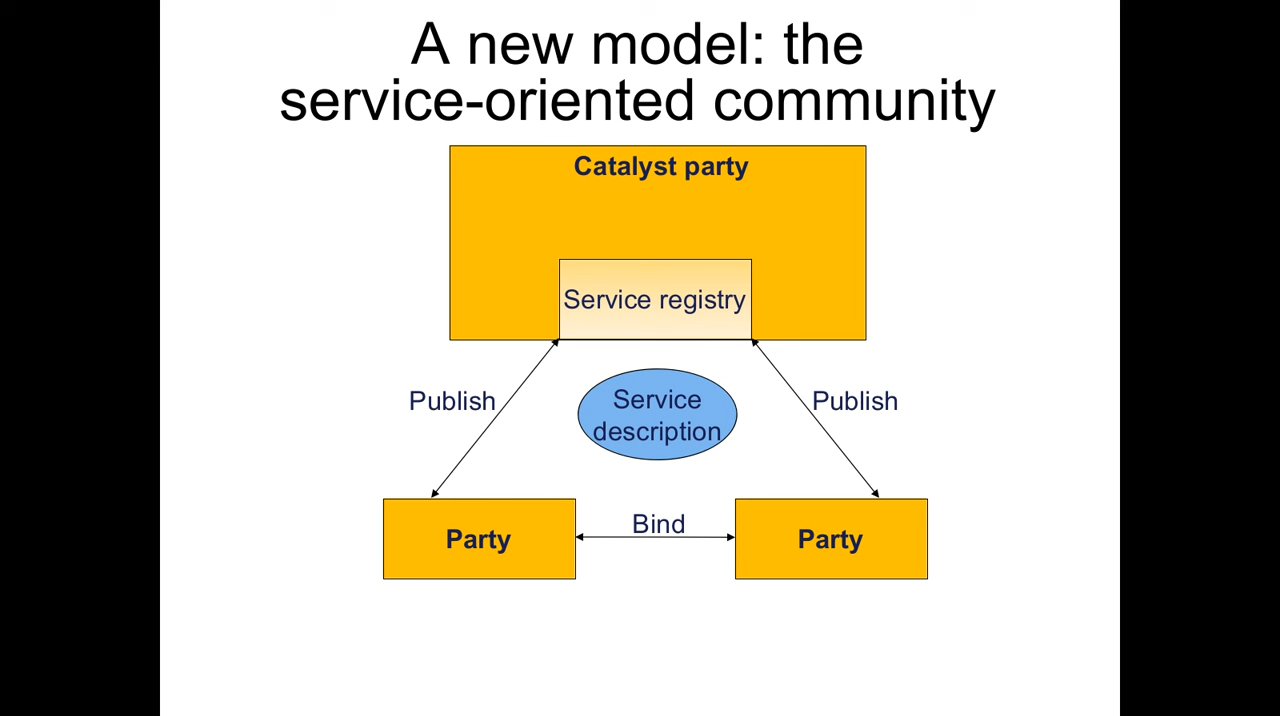 A new model: the
service-oriented community
Catalyst party
Service registry
Publish
Service
description
Publish
Bind
Party
Party